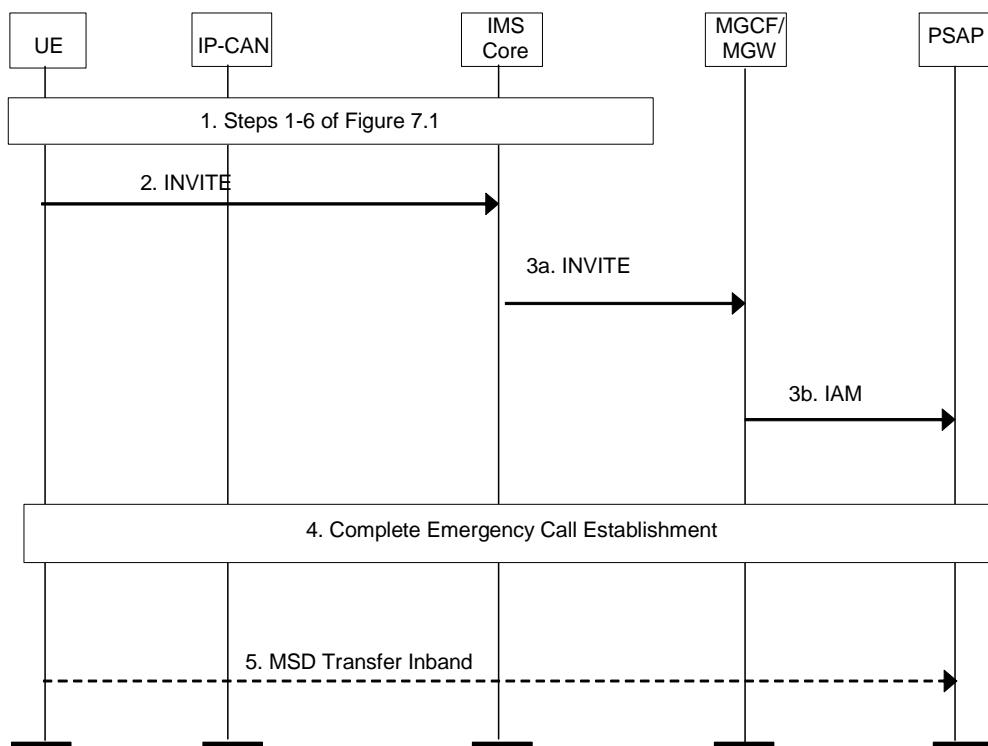 UE
IP-CAN
IMS
Core
MGCF/
MGW
PSAP
1. Steps 1-6 of Figure 7.1
2. INVITE
3a. INVITE
3b. IAM
4. Complete Emergency Call Establishment
5. MSD Transfer Inband